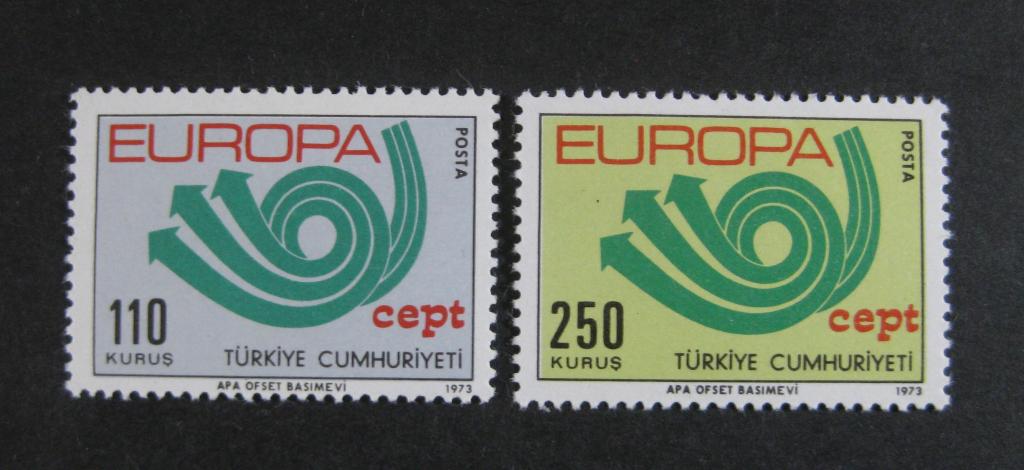 EUROPA
POSTA
cept
110
KURUŞ
TÜRKİYE CUMHURİYETİ
APA OFSET BASIMEVİ 1973
EUROPA
POSTA
cept
250
KURUŞ
TÜRKİYE CUMHURİYETİ
APA OFSET BASIMEVİ 1973